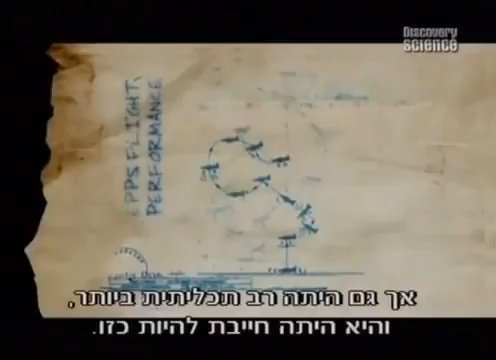 Discovery
SCIENCE
EPPS FLIGHT,
PERFORMANCE
אך גם היתה רב תכליתית ביותר,
והיא היתה חייבת להיות כזו.